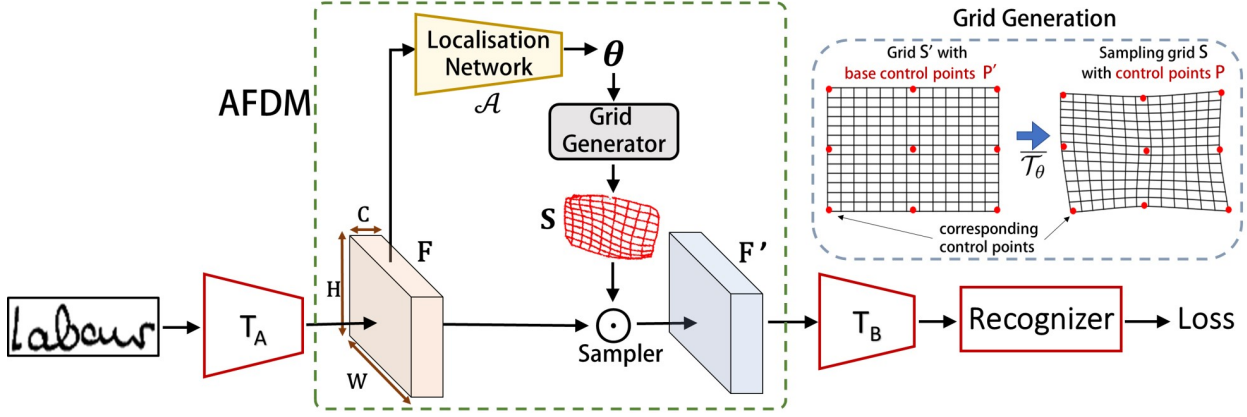 AFDM
Localisation
Network
𝒜
θ
Grid
Generator
S
C
H
W
F
F'
labour
T_A
Sampler
T_B
Recognizer
Loss
Grid Generation
Grid S' with
base control points P'
Sampling grid S
with control points P
𝒯_θ
corresponding
control points